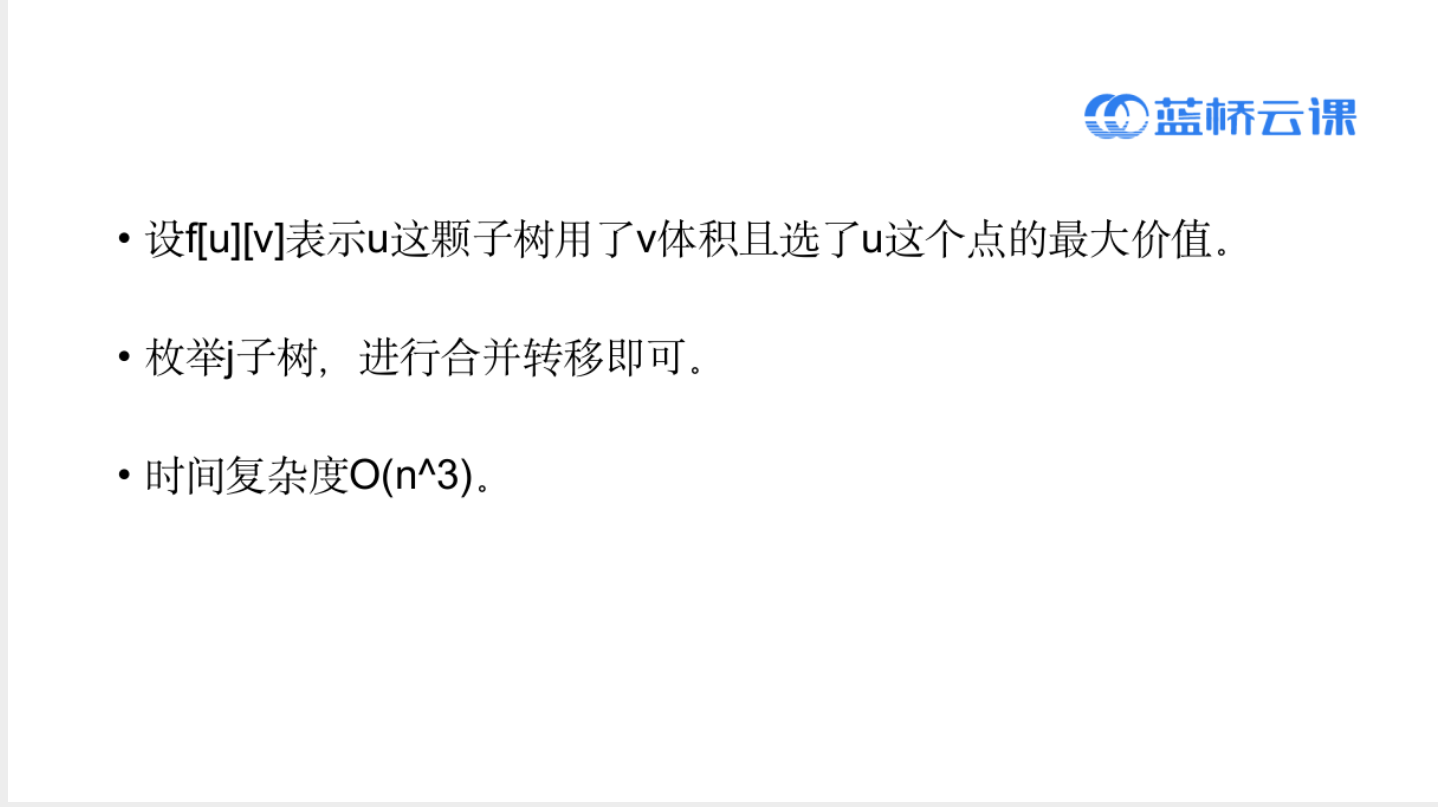 蓝桥云课
• 设f[u][v]表示u这颗子树用了v体积且选了u这个点的最大价值。
• 枚举j子树，进行合并转移即可。
• 时间复杂度O(n^3)。